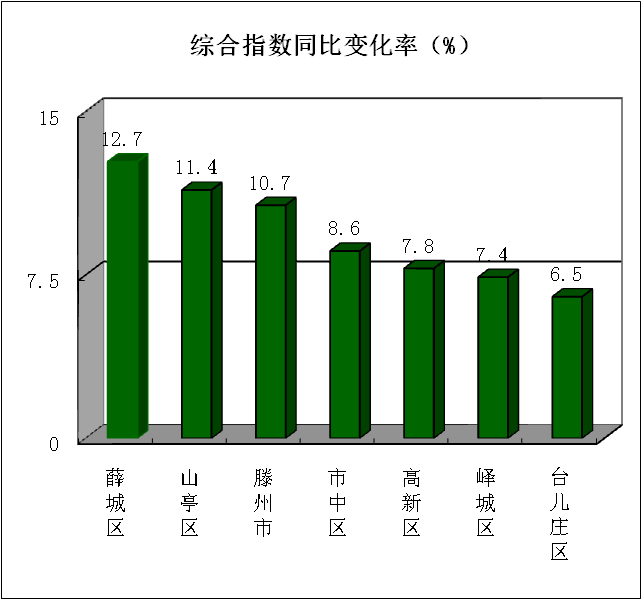 综合指数同比变化率（%）
15
7.5
0
12.7
11.4
10.7
8.6
7.8
7.4
6.5
薛城区
山亭区
滕州市
市中区
高新区
峄城区
台儿庄区